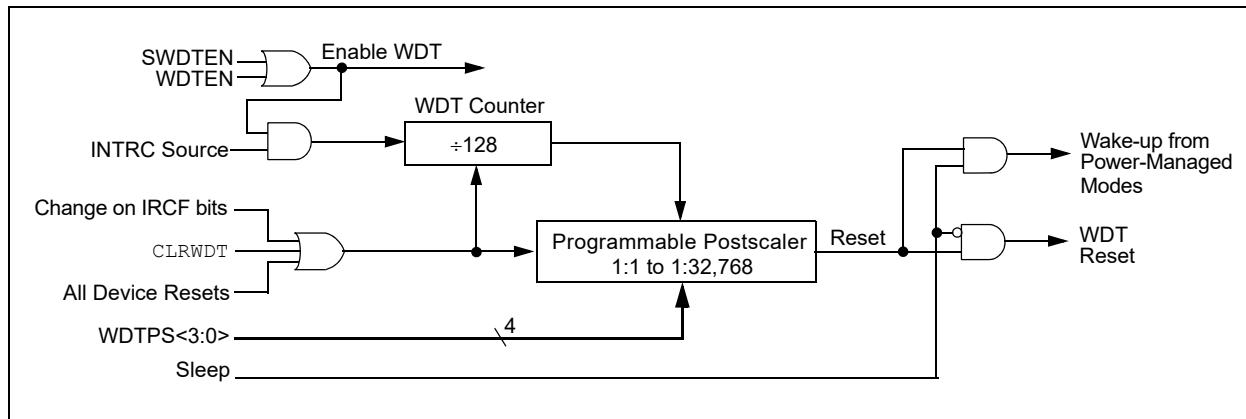 SWDTEN
WDTEN
Enable WDT
WDT Counter
÷128
INTRC Source
Wake-up from
Power-Managed
Modes
Change on IRCF bits
CLRWDT
All Device Resets
Programmable Postscaler
1:1 to 1:32,768
Reset
WDT
Reset
WDTPS<3:0>
4
Sleep